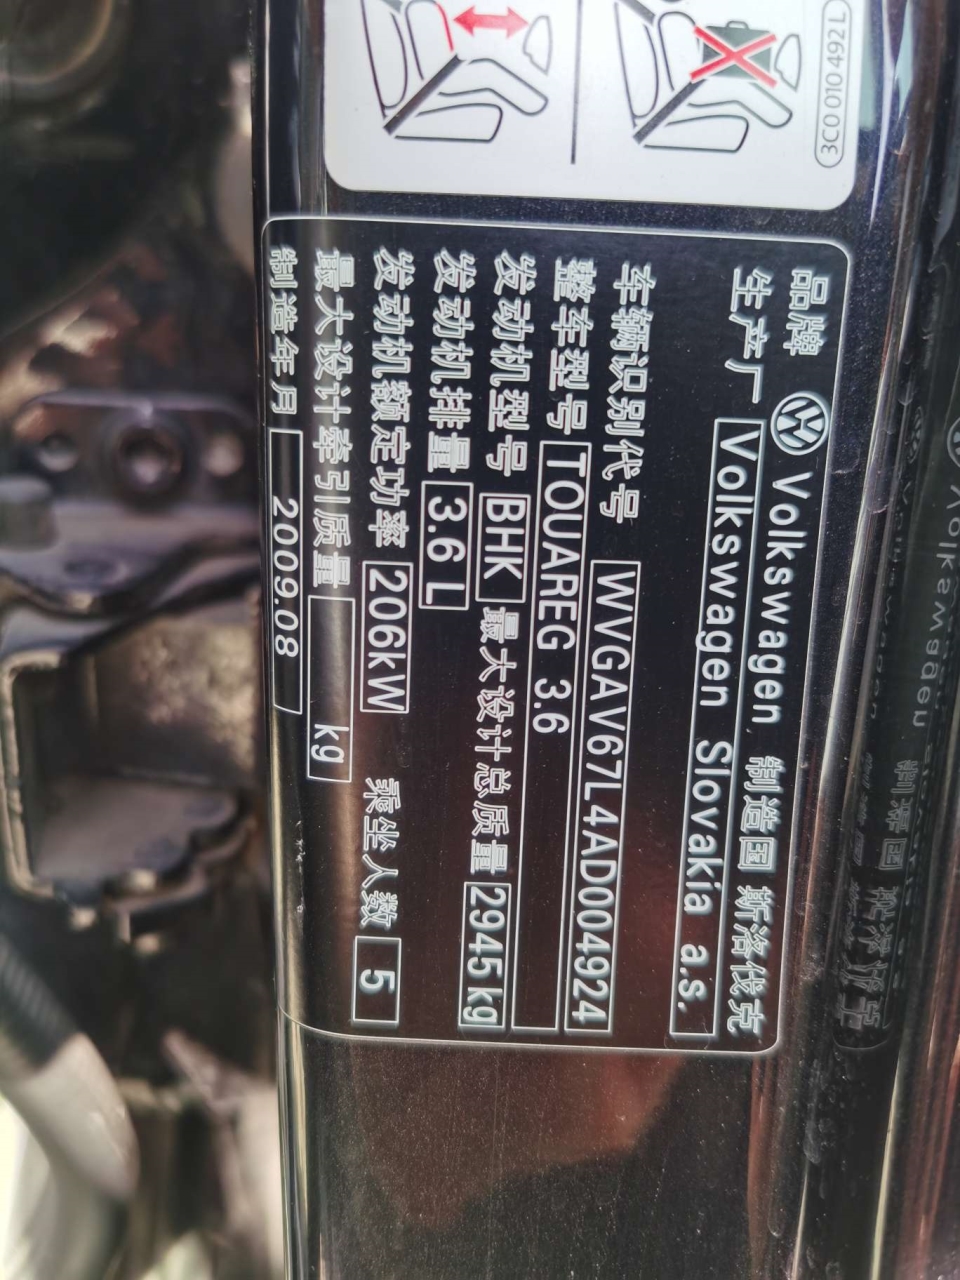 3C0 010 492 L
品牌 Volkswagen 制造国 斯洛伐克
生产厂 Volkswagen Slovakia a.s.
车辆识别代号 WVGAV67L4AD004924
整车型号 TOUAREG 3.6
发动机型号 BHK 最大设计总质量 2945kg
发动机排量 3.6 L
发动机额定功率 206kW 乘坐人数 5
最大设计牵引质量 kg
制造年月 2009.08